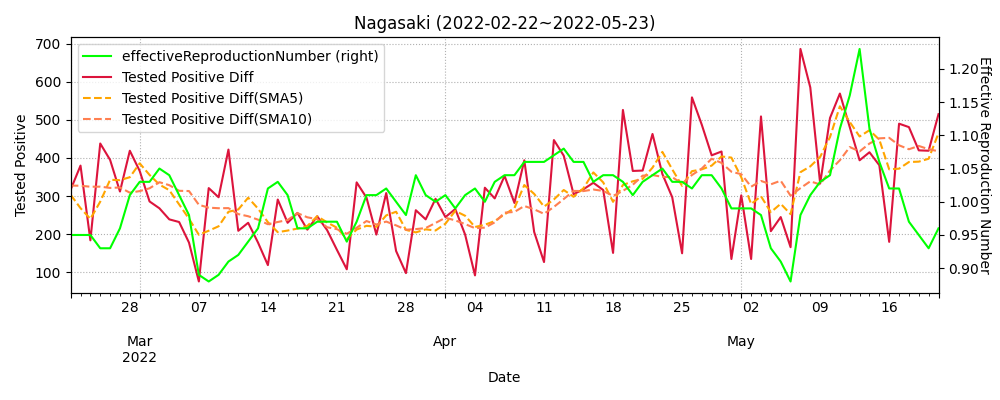 Nagasaki (2022-02-22~2022-05-23)
effectiveReproductionNumber (right)
Tested Positive Diff
Tested Positive Diff(SMA5)
Tested Positive Diff(SMA10)
Tested Positive
700
600
500
400
300
200
100
Effective Reproduction Number
1.20
1.15
1.10
1.05
1.00
0.95
0.90
28 07 14 21 28 04 11 18 25 02 09 16
Mar Apr May
2022
Date